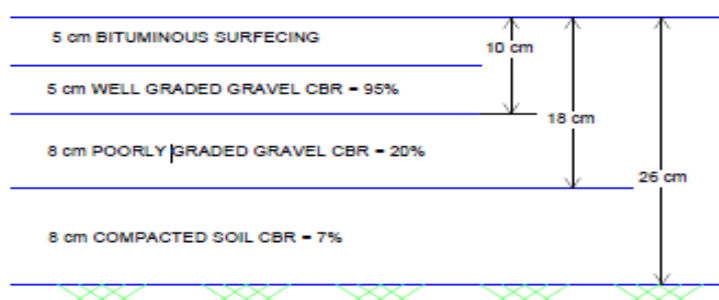 5 cm BITUMINOUS SURFECING
10 cm
5 cm WELL GRADED GRAVEL CBR = 95%
18 cm
8 cm POORLY GRADED GRAVEL CBR = 20%
26 cm
8 cm COMPACTED SOIL CBR = 7%